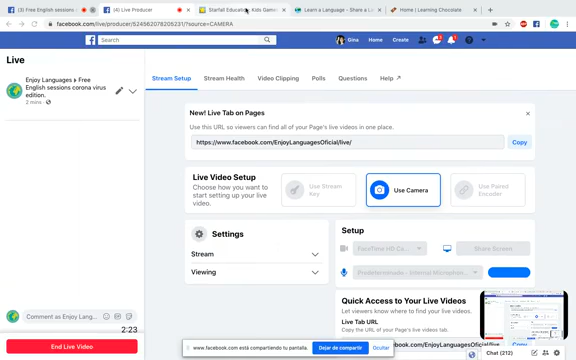 (3) Free English sessions
(4) Live Producer
Starfall Education: Kids Games
Learn a Language - Share a La
Home | Learning Chocolate
facebook.com/live/producer/524562078205231/?source=CAMERA
Search
Gina
Home
Create
Live
Enjoy Languages ▸ Free
English sessions corona virus
edition.
2 mins
Stream Setup
Stream Health
Video Clipping
Polls
Questions
Help
New! Live Tab on Pages
Use this URL so viewers can find all of your Page's live videos in one place.
https://www.facebook.com/EnjoyLanguagesOficial/live/
Copy
Live Video Setup
Choose how you want
to start setting up your live
video.
Use Stream
Key
Use Camera
Use Paired
Encoder
Settings
Stream
Viewing
Setup
FaceTime HD Ca...
Share Screen
Predeterminado - Internal Microphon...
Quick Access to Your Live Videos
Let viewers know where to find your live videos.
Live Tab URL
Copy the URL of your Page's live videos tab.
Comment as Enjoy Lang...
2:23
End Live Video
www.facebook.com está compartiendo tu pantalla.
Dejar de compartir
Ocultar
Chat (212)